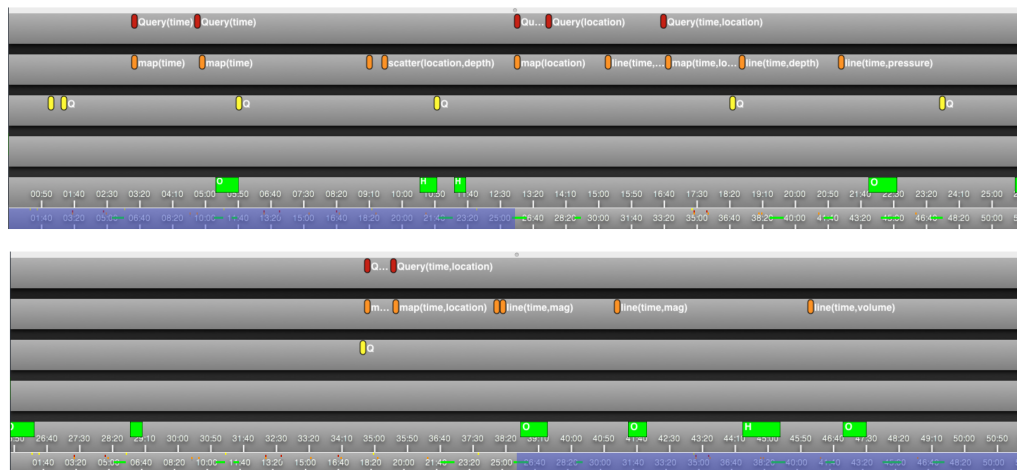 Query(time) Query(time) Qu... Query(location) Query(time,location)
map(time) map(time) scatter(location,depth) map(location) line(time,... map(time,lo... line(time,depth) line(time,pressure)
Q Q Q Q Q
O H H O
00:50 01:40 02:30 03:20 04:10 05:00 05:50 06:40 07:30 08:20 09:10 10:00 10:50 11:40 12:30 13:20 14:10 15:00 15:50 16:40 17:30 18:20 19:10 20:00 20:50 21:40 22:30 23:20 24:10 25:00
01:40 03:20 05:00 06:40 08:20 10:00 11:40 13:20 15:00 16:40 18:20 20:00 21:40 23:20 25:00 26:40 28:20 30:00 31:40 33:20 35:00 36:40 38:20 40:00 41:40 43:20 45:00 46:40 48:20 50:00
Q... Query(time,location)
m... map(time,location) line(time,mag) line(time,mag) line(time,volume)
Q
O O H O
26:40 27:30 28:20 29:10 30:00 30:50 31:40 32:30 33:20 34:10 35:00 35:50 36:40 37:30 38:20 39:10 40:00 40:50 41:40 42:30 43:20 44:10 45:00 45:50 46:40 47:30 48:20 49:10 50:00 50:50
01:40 03:20 05:00 06:40 08:20 10:00 11:40 13:20 15:00 16:40 18:20 20:00 21:40 23:20 25:00 26:40 28:20 30:00 31:40 33:20 35:00 36:40 38:20 40:00 41:40 43:20 45:00 46:40 48:20 50:00